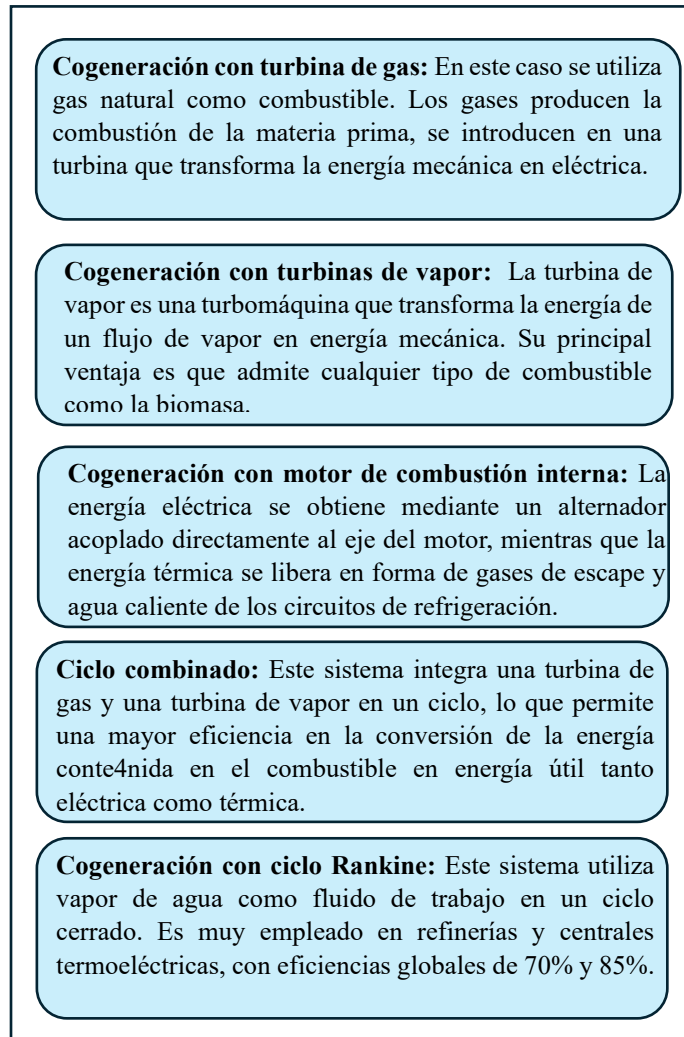 Cogeneración con turbina de gas: En este caso se utiliza
gas natural como combustible. Los gases producen la
combustión de la materia prima, se introducen en una
turbina que transforma la energía mecánica en eléctrica.
Cogeneración con turbinas de vapor: La turbina de
vapor es una turbomáquina que transforma la energía de
un flujo de vapor en energía mecánica. Su principal
ventaja es que admite cualquier tipo de combustible
como la biomasa.
Cogeneración con motor de combustión interna: La
energía eléctrica se obtiene mediante un alternador
acoplado directamente al eje del motor, mientras que la
energía térmica se libera en forma de gases de escape y
agua caliente de los circuitos de refrigeración.
Ciclo combinado: Este sistema integra una turbina de
gas y una turbina de vapor en un ciclo, lo que permite
una mayor eficiencia en la conversión de la energía
conte4nida en el combustible en energía útil tanto
eléctrica como térmica.
Cogeneración con ciclo Rankine: Este sistema utiliza
vapor de agua como fluido de trabajo en un ciclo
cerrado. Es muy empleado en refinerías y centrales
termoeléctricas, con eficiencias globales de 70% y 85%.